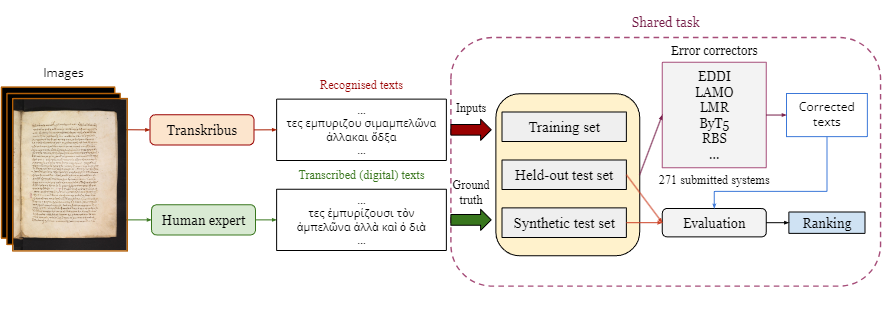 Shared task
Images
Transkribus
Human expert
Recognised texts
...
τες εμπυριζου σιμαμπελῶνα
ἀλλακαι ὅδξα
...
Transcribed (digital) texts
...
τες ἐμπυρίζουσι τὸν
ἀμπελῶνα ἀλλὰ καὶ ὁ διὰ
...
Inputs
Ground
truth
Training set
Held-out test set
Synthetic test set
Error correctors
EDDI
LAMO
LMR
ByT5
RBS
...
271 submitted systems
Corrected
texts
Evaluation
Ranking